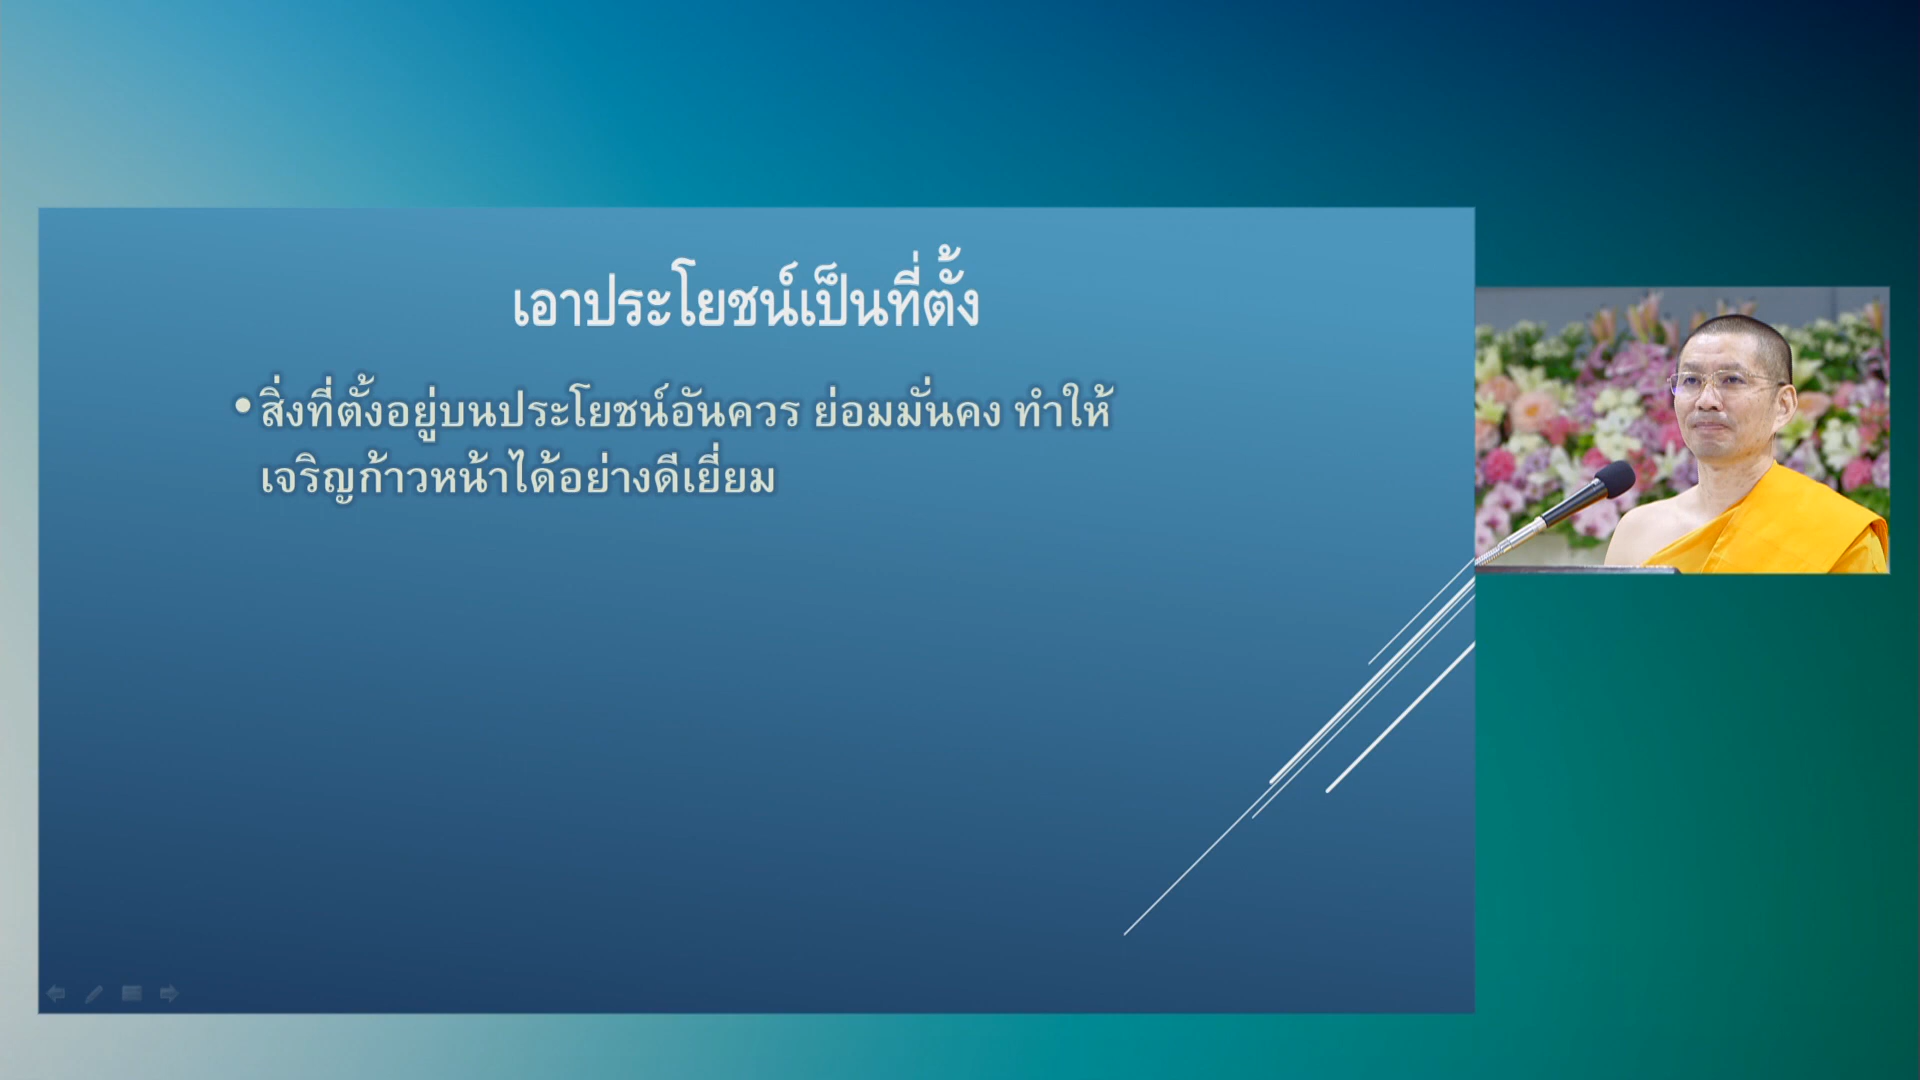 เอาประโยชน์เป็นที่ตั้ง
• สิ่งที่ตั้งอยู่บนประโยชน์อันควร ย่อมมั่นคง ทำให้
เจริญก้าวหน้าได้อย่างดีเยี่ยม